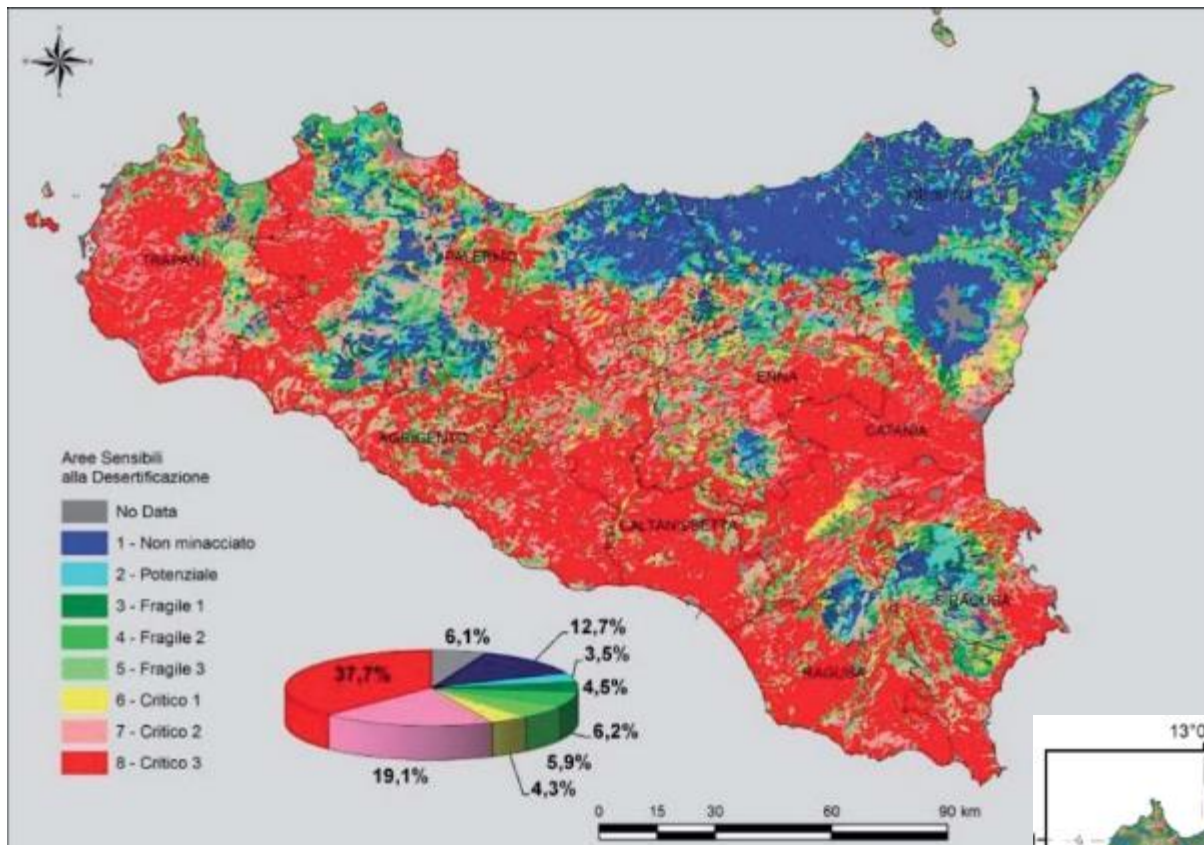 MESSINA
TRAPANI
PALERMO
ENNA
CATANIA
AGRIGENTO
CALTANISSETTA
SIRACUSA
RAGUSA
Aree Sensibili
alla Desertificazione
No Data
1 - Non minacciato
2 - Potenziale
3 - Fragile 1
4 - Fragile 2
5 - Fragile 3
6 - Critico 1
7 - Critico 2
8 - Critico 3
6,1%
12,7%
3,5%
4,5%
6,2%
5,9%
4,3%
19,1%
37,7%
0 15 30 60 90 km
13°0